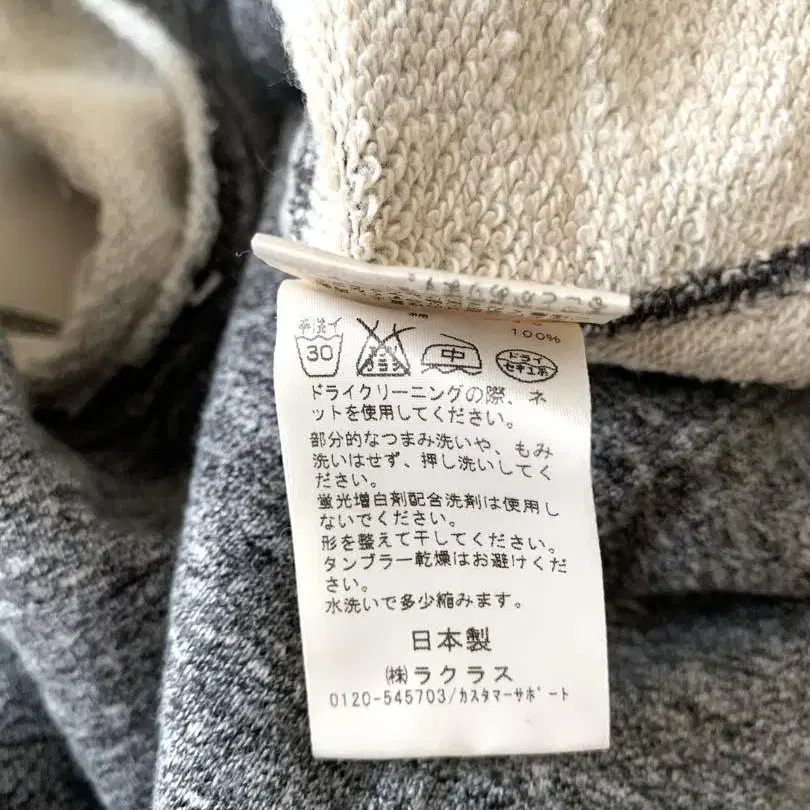 綿
100%
手洗イ
30
中
ドライ
セキユ系
ドライクリーニングの際、ネ
ットを使用してください。
部分的なつまみ洗いや、もみ
洗いはせず、押し洗いしてく
ださい。
蛍光増白剤配合洗剤は使用し
ないでください。
形を整えて干してください。
タンブラー乾燥はお避けくだ
さい。
水洗いで多少縮みます。
日本製
㈱ラクラス
0120-545703/カスタマーサポート